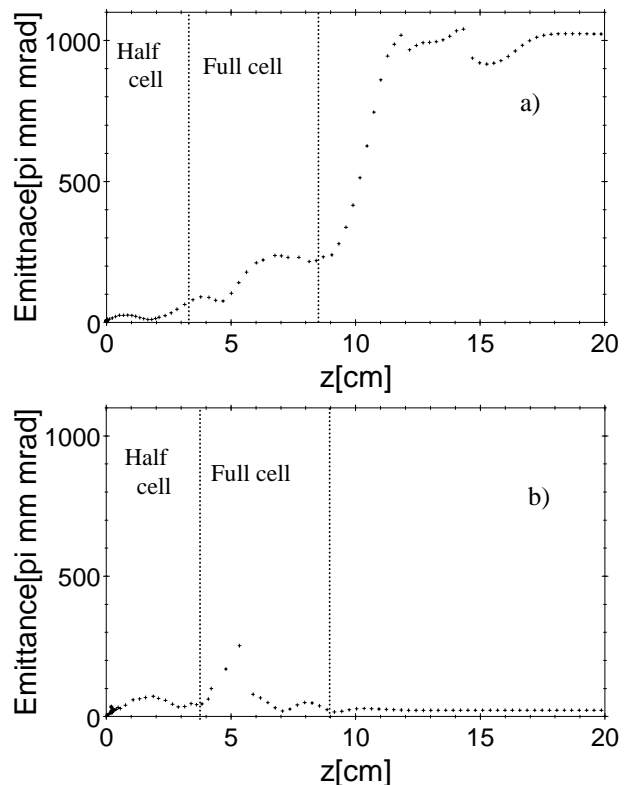 1000
Half
cell
Full cell
a)
500
0
Emittnace[pi mm mrad]
0 5 10 15 20
z[cm]
1000
Half
cell
Full cell
b)
500
0
Emittance[pi mm mrad]
0 5 10 15 20
z[cm]